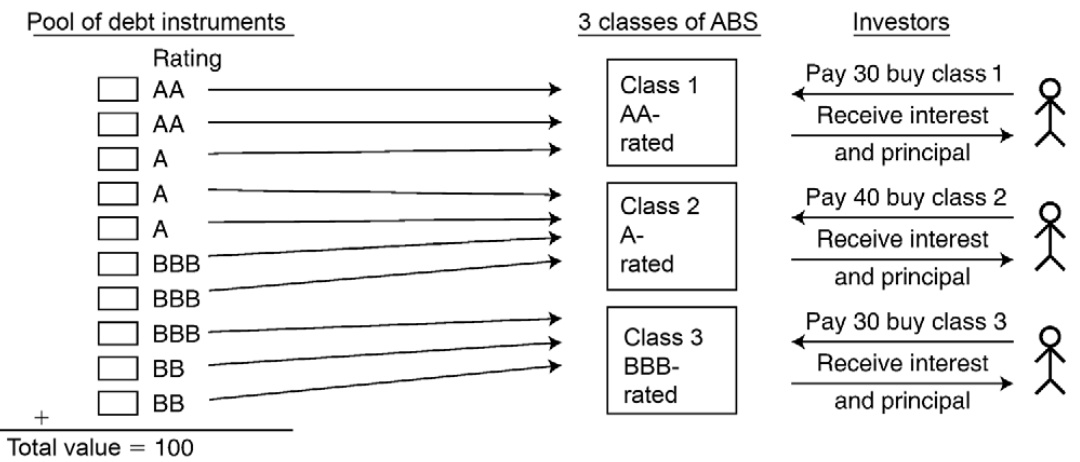 Pool of debt instruments
Rating
AA
AA
A
A
A
BBB
BBB
BBB
BB
BB
+
Total value = 100
3 classes of ABS
Class 1
AA-
rated
Class 2
A-
rated
Class 3
BBB-
rated
Investors
Pay 30 buy class 1
Receive interest
and principal
Pay 40 buy class 2
Receive interest
and principal
Pay 30 buy class 3
Receive interest
and principal